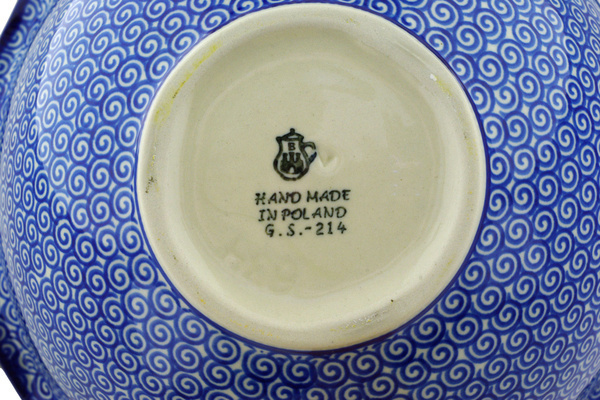 B
HAND MADE
IN POLAND
G.S.-214